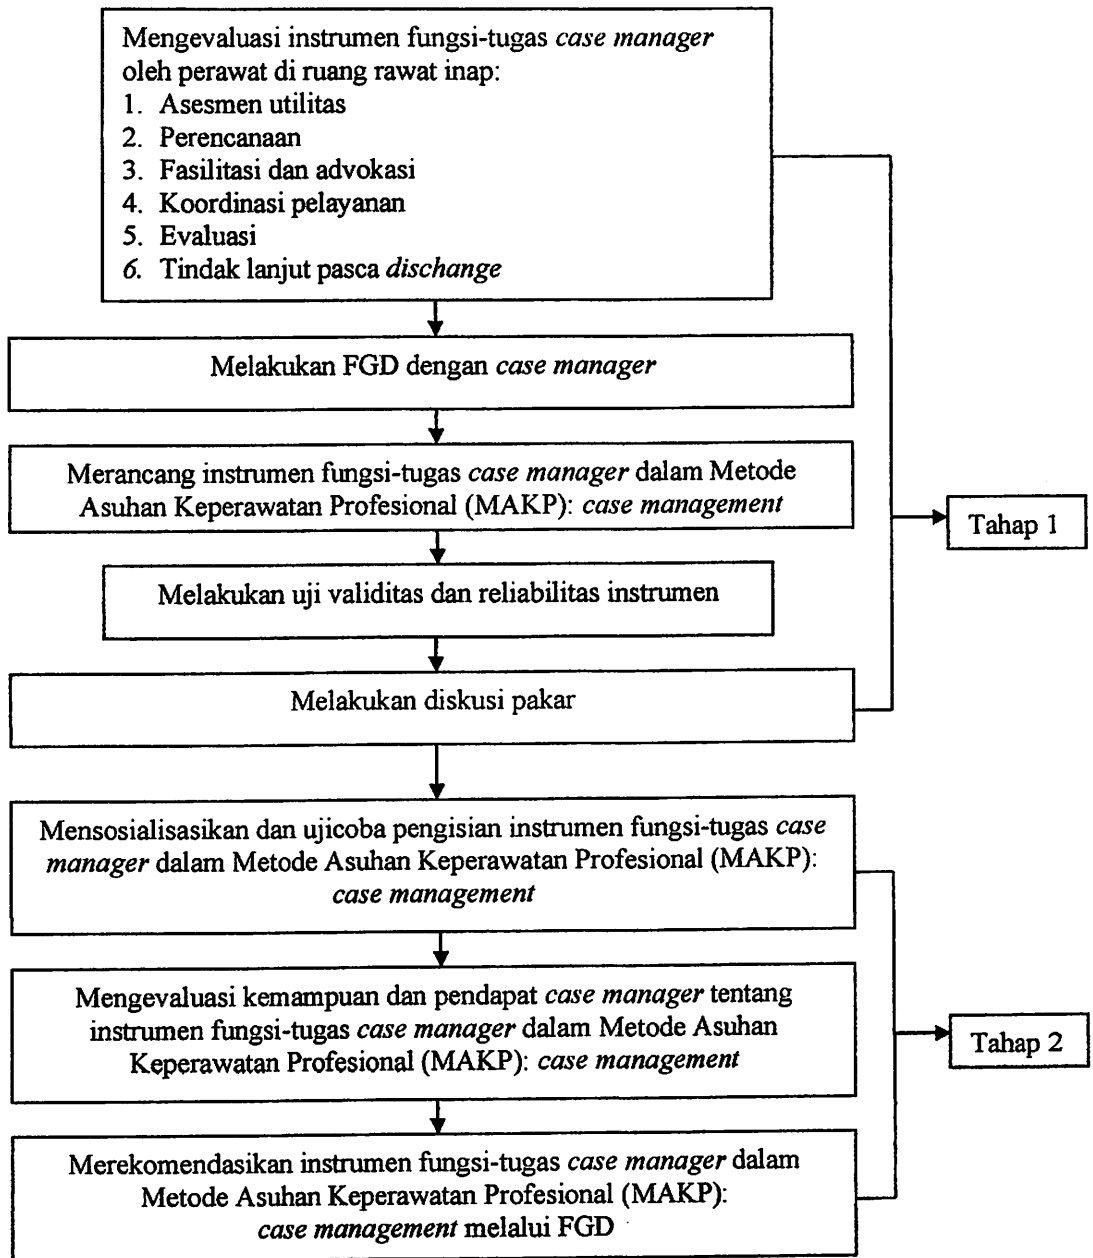 Mengevaluasi instrumen fungsi-tugas case manager
oleh perawat di ruang rawat inap:
1. Asesmen utilitas
2. Perencanaan
3. Fasilitasi dan advokasi
4. Koordinasi pelayanan
5. Evaluasi
6. Tindak lanjut pasca dischange
Melakukan FGD dengan case manager
Merancang instrumen fungsi-tugas case manager dalam Metode
Asuhan Keperawatan Profesional (MAKP): case management
Melakukan uji validitas dan reliabilitas instrumen
Melakukan diskusi pakar
Tahap 1
Mensosialisasikan dan ujicoba pengisian instrumen fungsi-tugas case
manager dalam Metode Asuhan Keperawatan Profesional (MAKP):
case management
Mengevaluasi kemampuan dan pendapat case manager tentang
instrumen fungsi-tugas case manager dalam Metode Asuhan
Keperawatan Profesional (MAKP): case management
Merekomendasikan instrumen fungsi-tugas case manager dalam
Metode Asuhan Keperawatan Profesional (MAKP):
case management melalui FGD
Tahap 2